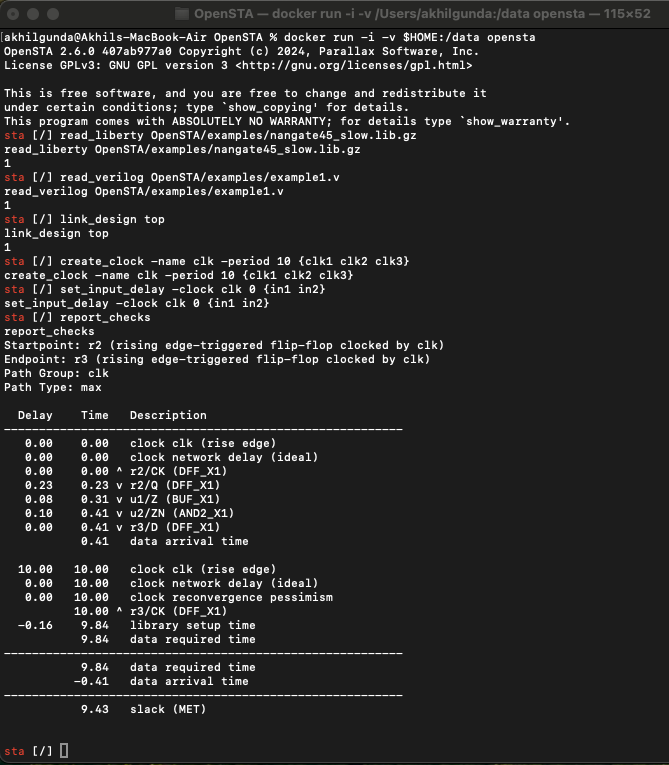 OpenSTA — docker run -i -v /Users/akhilgunda:/data opensta — 115×52
[akhilgunda@Akhils-MacBook-Air OpenSTA % docker run -i -v $HOME:/data opensta
OpenSTA 2.6.0 407ab977a0 Copyright (c) 2024, Parallax Software, Inc.
License GPLv3: GNU GPL version 3 <http://gnu.org/licenses/gpl.html>

This is free software, and you are free to change and redistribute it
under certain conditions; type `show_copying' for details.
This program comes with ABSOLUTELY NO WARRANTY; for details type `show_warranty'.
sta [/] read_liberty OpenSTA/examples/nangate45_slow.lib.gz
read_liberty OpenSTA/examples/nangate45_slow.lib.gz
1
sta [/] read_verilog OpenSTA/examples/example1.v
read_verilog OpenSTA/examples/example1.v
1
sta [/] link_design top
link_design top
1
sta [/] create_clock -name clk -period 10 {clk1 clk2 clk3}
create_clock -name clk -period 10 {clk1 clk2 clk3}
sta [/] set_input_delay -clock clk 0 {in1 in2}
set_input_delay -clock clk 0 {in1 in2}
sta [/] report_checks
report_checks
Startpoint: r2 (rising edge-triggered flip-flop clocked by clk)
Endpoint: r3 (rising edge-triggered flip-flop clocked by clk)
Path Group: clk
Path Type: max

  Delay    Time   Description
---------------------------------------------------------
   0.00    0.00   clock clk (rise edge)
   0.00    0.00   clock network delay (ideal)
   0.00    0.00 ^ r2/CK (DFF_X1)
   0.23    0.23 v r2/Q (DFF_X1)
   0.08    0.31 v u1/Z (BUF_X1)
   0.10    0.41 v u2/ZN (AND2_X1)
   0.00    0.41 v r3/D (DFF_X1)
           0.41   data arrival time

  10.00   10.00   clock clk (rise edge)
   0.00   10.00   clock network delay (ideal)
   0.00   10.00   clock reconvergence pessimism
          10.00 ^ r3/CK (DFF_X1)
  -0.16    9.84   library setup time
           9.84   data required time
---------------------------------------------------------
           9.84   data required time
          -0.41   data arrival time
---------------------------------------------------------
           9.43   slack (MET)

sta [/]